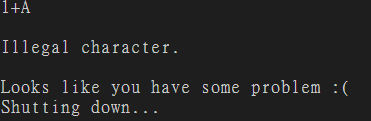 1+A
Illegal character.
Looks like you have some problem :(
Shutting down...